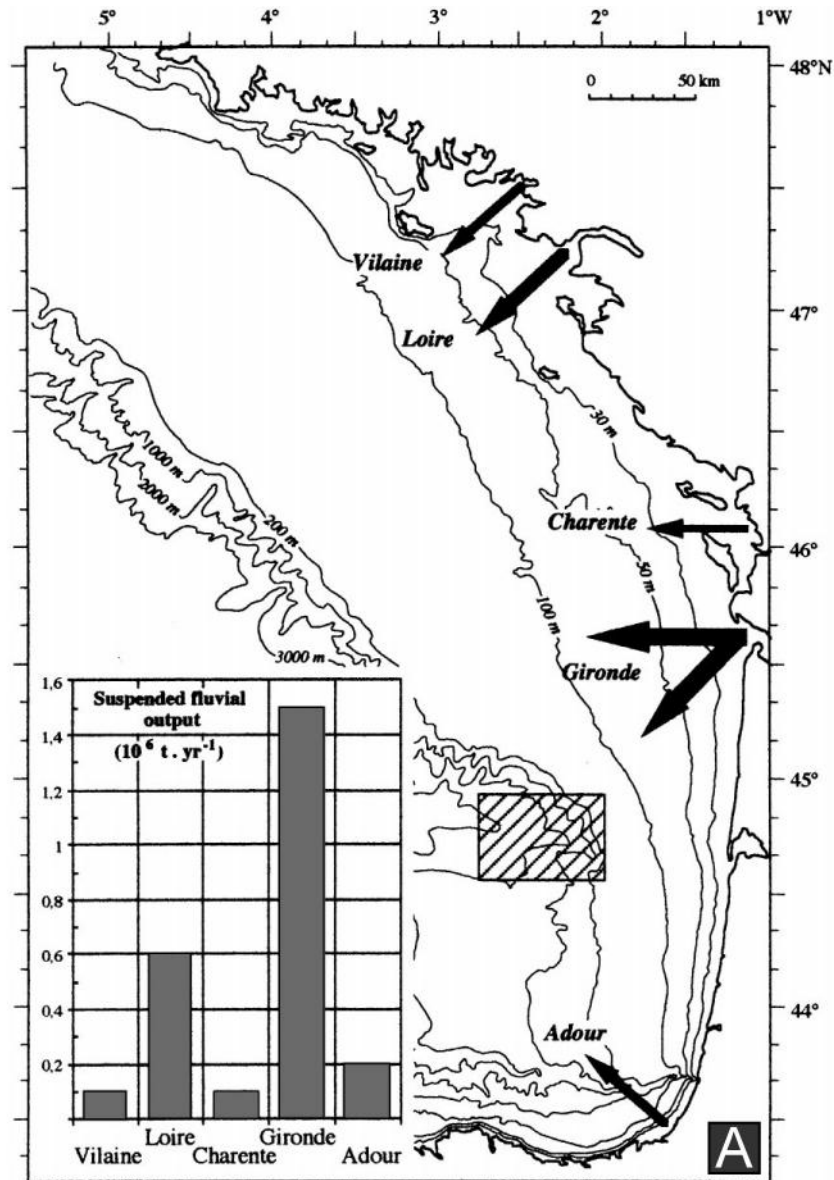 5°
4°
3°
2°
1°W
48°N
0 50 km
Vilaine
47°
Loire
30 m
1000 m
2000 m
200 m
Charente
46°
50 m
100 m
3000 m
Gironde
1,6
Suspended fluvial
output
(10⁶ t . yr⁻¹)
1,4
1,2
1
0,8
0,6
0,4
0,2
45°
44°
Adour
Vilaine
Loire
Charente
Gironde
Adour
A